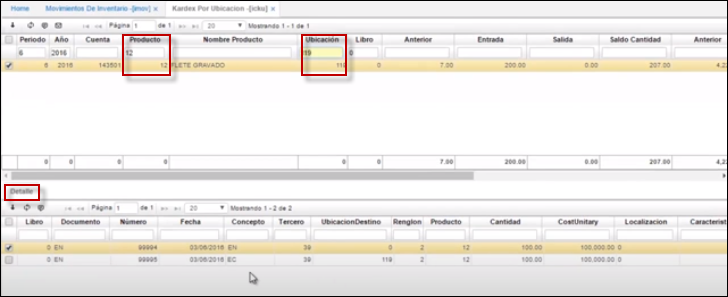 Home Movimientos De Inventario -[imov] x Kardex Por Ubicacion -[icku] x
Página 1 de 1 20 Mostrando 1 - 1 de 1
Periodo Año Cuenta Producto Nombre Producto Ubicación Libro Anterior Entrada Salida Saldo Cantidad Anterior
6 2016 12 119 0
6 2016 143501 12 FLETE GRAVADO 119 0 7.00 200.00 0.00 207.00 4,22
0 0 0 0 0 0 7.00 200.00 0.00 207.00 4,22
Detalle
Página 1 de 1 20 Mostrando 1 - 2 de 2
Libro Documento Número Fecha Concepto Tercero UbicacionDestino Renglon Producto Cantidad CostUnitary Localizacion Caracterist
0 EN 99994 03/06/2016 EN 39 0 2 12 100.00 100,000.00 0
0 EN 99995 03/06/2016 EC 39 119 2 12 100.00 100,000.00 0